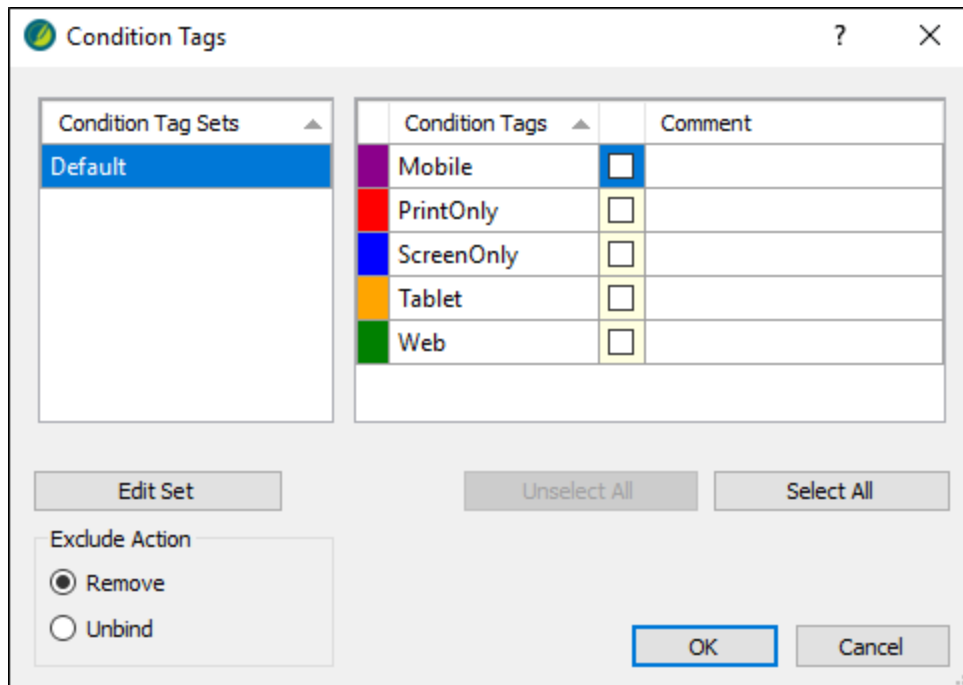 Condition Tags
?
Condition Tag Sets
Default
Condition Tags Comment
Mobile
PrintOnly
ScreenOnly
Tablet
Web
Edit Set
Unselect All
Select All
Exclude Action
Remove
Unbind
OK
Cancel